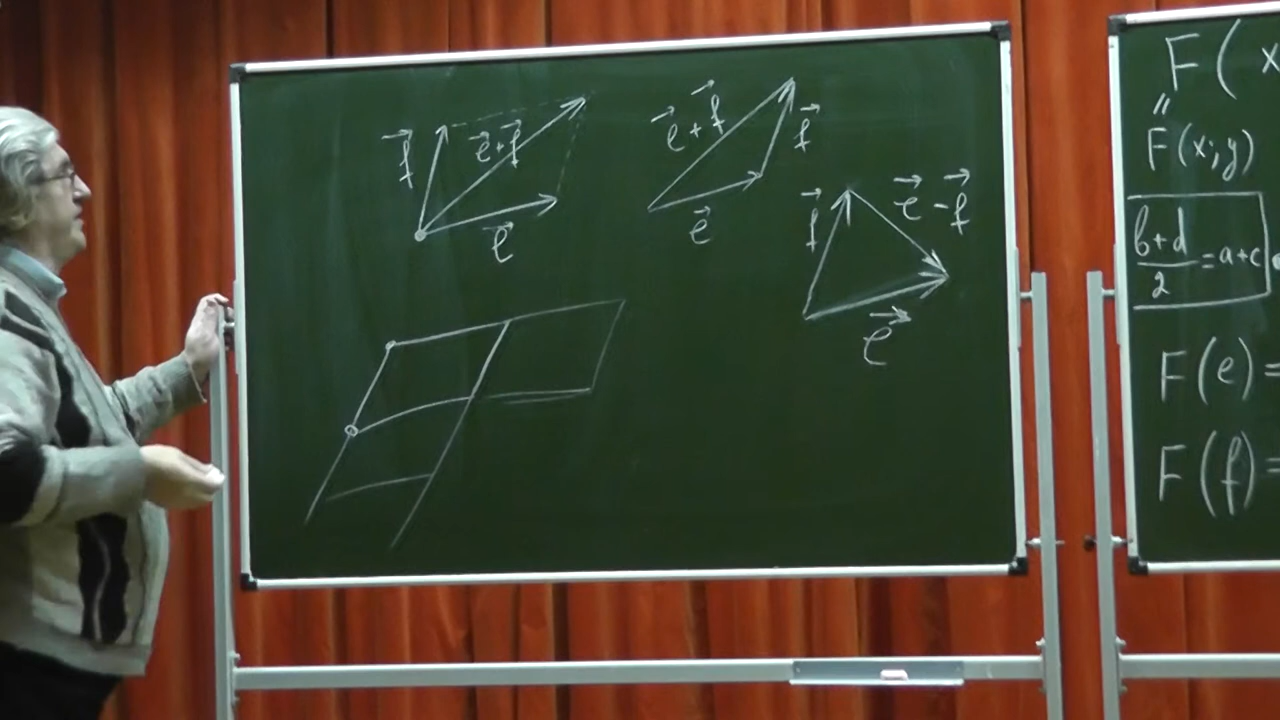 f⃗
e⃗+f⃗
e⃗
e⃗+f⃗
f⃗
e⃗
f⃗
e⃗-f⃗
e⃗
F(x
"
F(x;y)
(b+d)/2=a+c
F(e)=
F(f)=